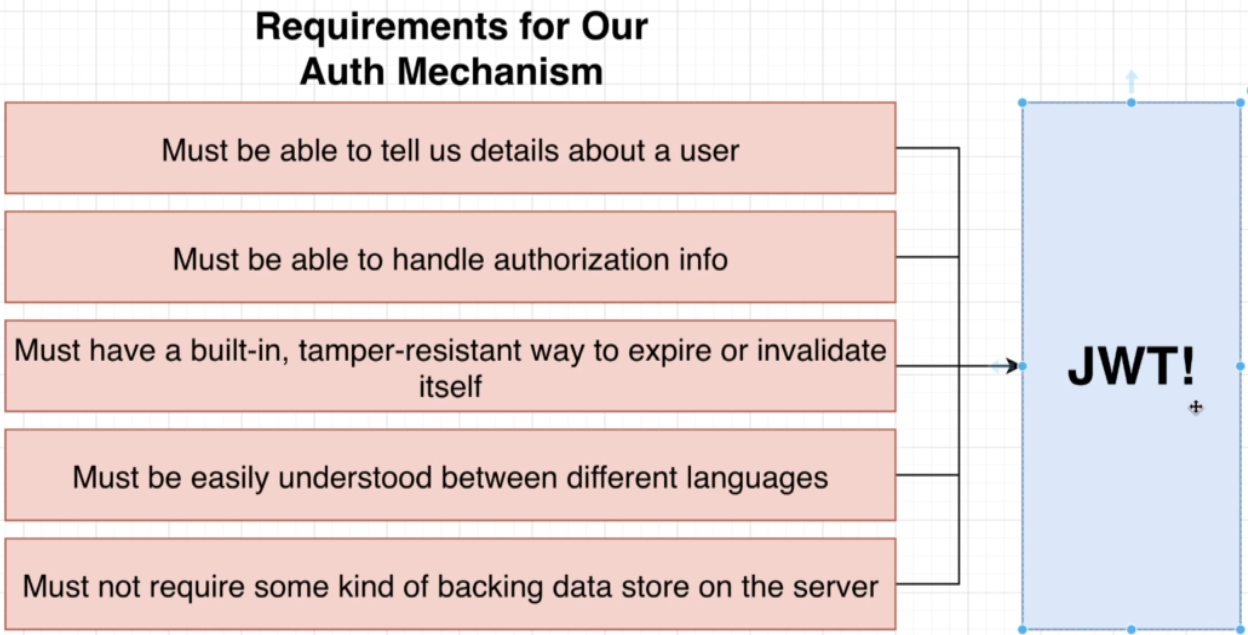 Requirements for Our
Auth Mechanism
Must be able to tell us details about a user
Must be able to handle authorization info
Must have a built-in, tamper-resistant way to expire or invalidate
itself
Must be easily understood between different languages
Must not require some kind of backing data store on the server
JWT!